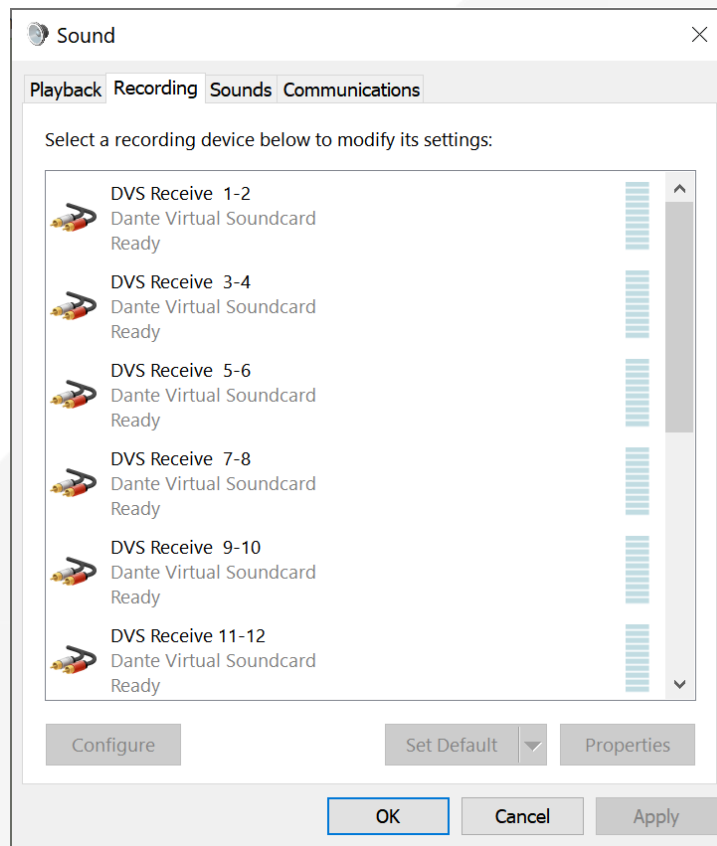 Sound
Playback Recording Sounds Communications
Select a recording device below to modify its settings:
DVS Receive 1-2
Dante Virtual Soundcard
Ready
DVS Receive 3-4
Dante Virtual Soundcard
Ready
DVS Receive 5-6
Dante Virtual Soundcard
Ready
DVS Receive 7-8
Dante Virtual Soundcard
Ready
DVS Receive 9-10
Dante Virtual Soundcard
Ready
DVS Receive 11-12
Dante Virtual Soundcard
Ready
Configure Set Default Properties
OK Cancel Apply